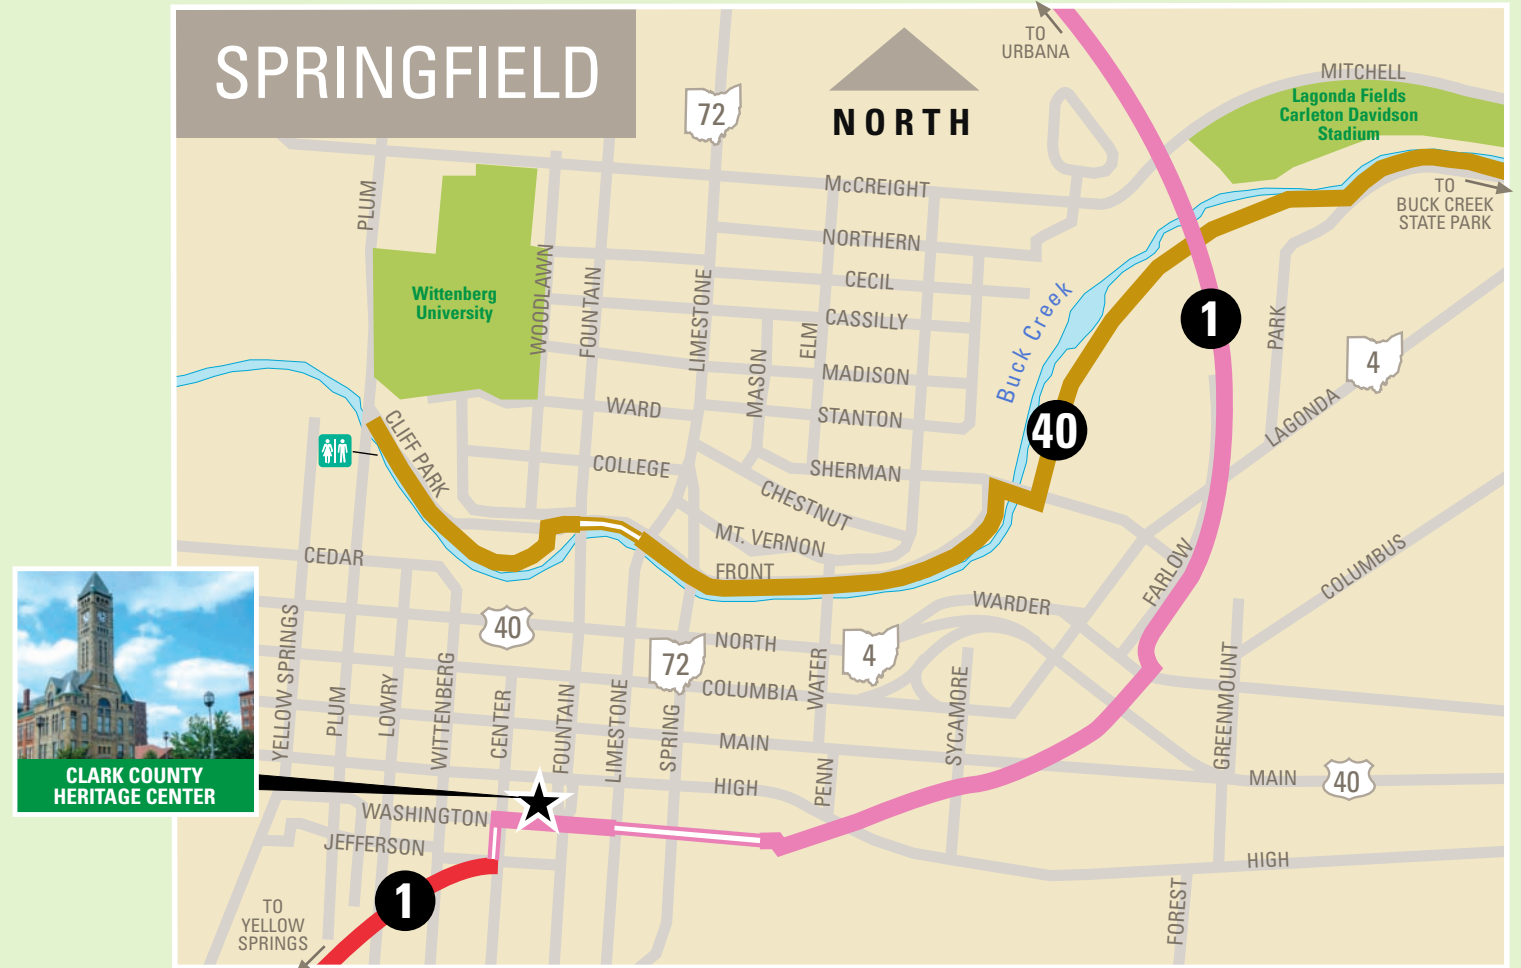 SPRINGFIELD
NORTH
TO
URBANA
MITCHELL
Lagonda Fields
Carleton Davidson
Stadium
TO
BUCK CREEK
STATE PARK
72
PLUM
McCREIGHT
NORTHERN
CECIL
CASSILLY
MADISON
STANTON
SHERMAN
WOODLAWN
FOUNTAIN
LIMESTONE
MASON
ELM
Wittenberg
University
Buck Creek
1
PARK
4
LAGONDA
40
WARD
COLLEGE
CHESTNUT
MT. VERNON
FRONT
CLIFF PARK
CEDAR
FARLOW
COLUMBUS
WARDER
40
NORTH
72
4
COLUMBIA
MAIN
HIGH
YELLOW SPRINGS
PLUM
LOWRY
WITTENBERG
CENTER
FOUNTAIN
LIMESTONE
SPRING
WATER
PENN
SYCAMORE
GREENMOUNT
MAIN
40
HIGH
FOREST
CLARK COUNTY
HERITAGE CENTER
WASHINGTON
JEFFERSON
1
TO
YELLOW
SPRINGS